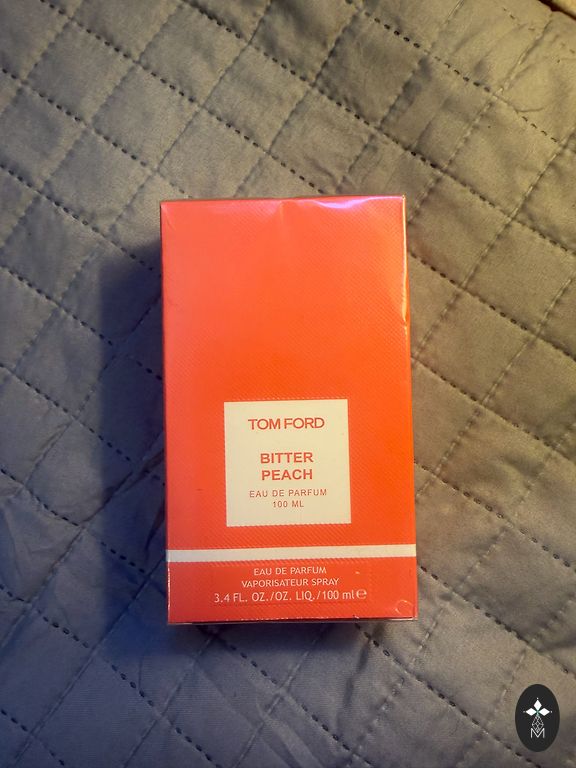 TOM FORD
BITTER
PEACH
EAU DE PARFUM
100 ML
EAU DE PARFUM
VAPORISATEUR SPRAY
3.4 FL. OZ./OZ. LIQ./100 ml ℮
M